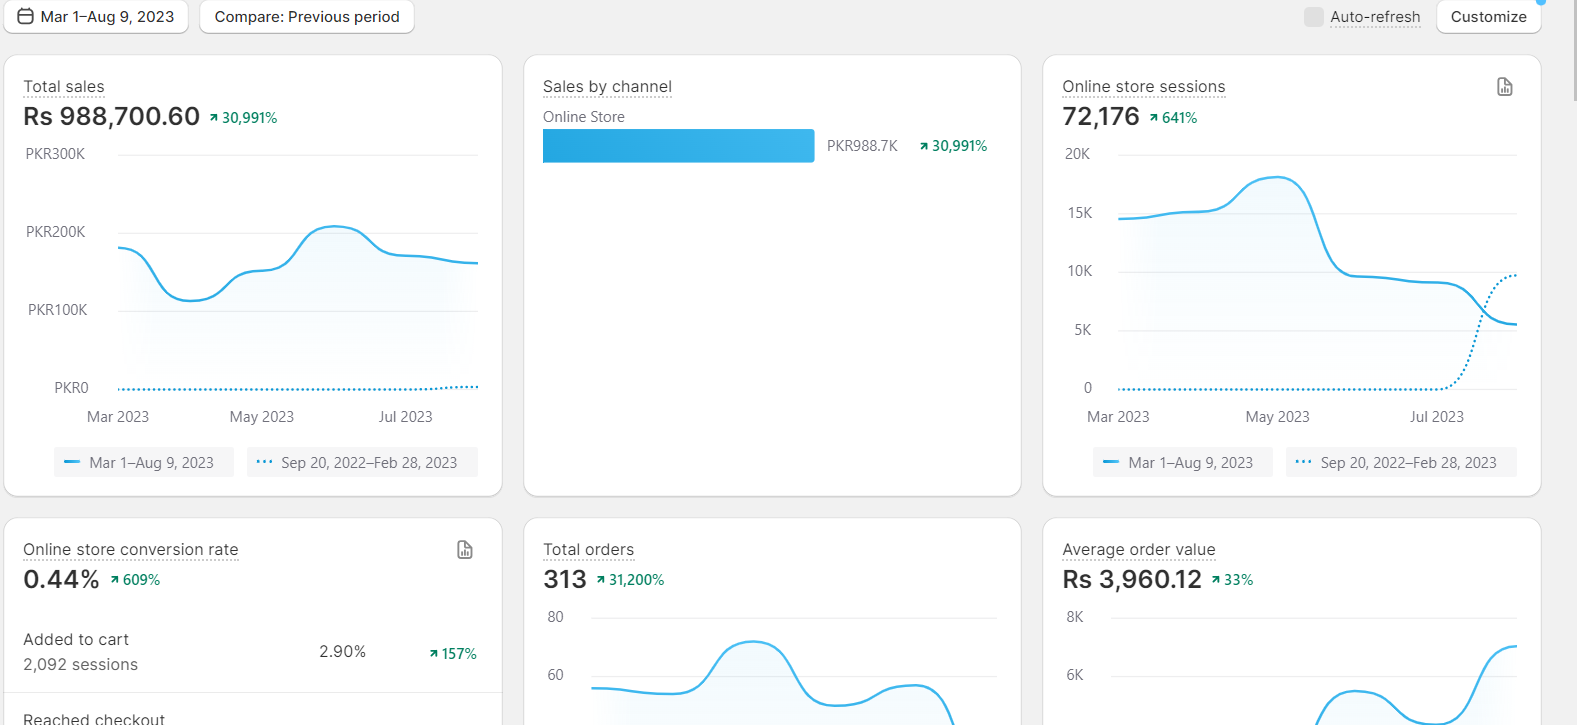 Mar 1–Aug 9, 2023
Compare: Previous period
Auto-refresh
Customize
Total sales
Rs 988,700.60 30,991%
PKR300K
PKR200K
PKR100K
PKR0
Mar 2023 May 2023 Jul 2023
Mar 1–Aug 9, 2023 Sep 20, 2022–Feb 28, 2023
Sales by channel
Online Store
PKR988.7K 30,991%
Online store sessions
72,176 641%
20K
15K
10K
5K
0
Mar 2023 May 2023 Jul 2023
Mar 1–Aug 9, 2023 Sep 20, 2022–Feb 28, 2023
Online store conversion rate
0.44% 609%
Added to cart
2,092 sessions
2.90% 157%
Reached checkout
Total orders
313 31,200%
80
60
Average order value
Rs 3,960.12 33%
8K
6K